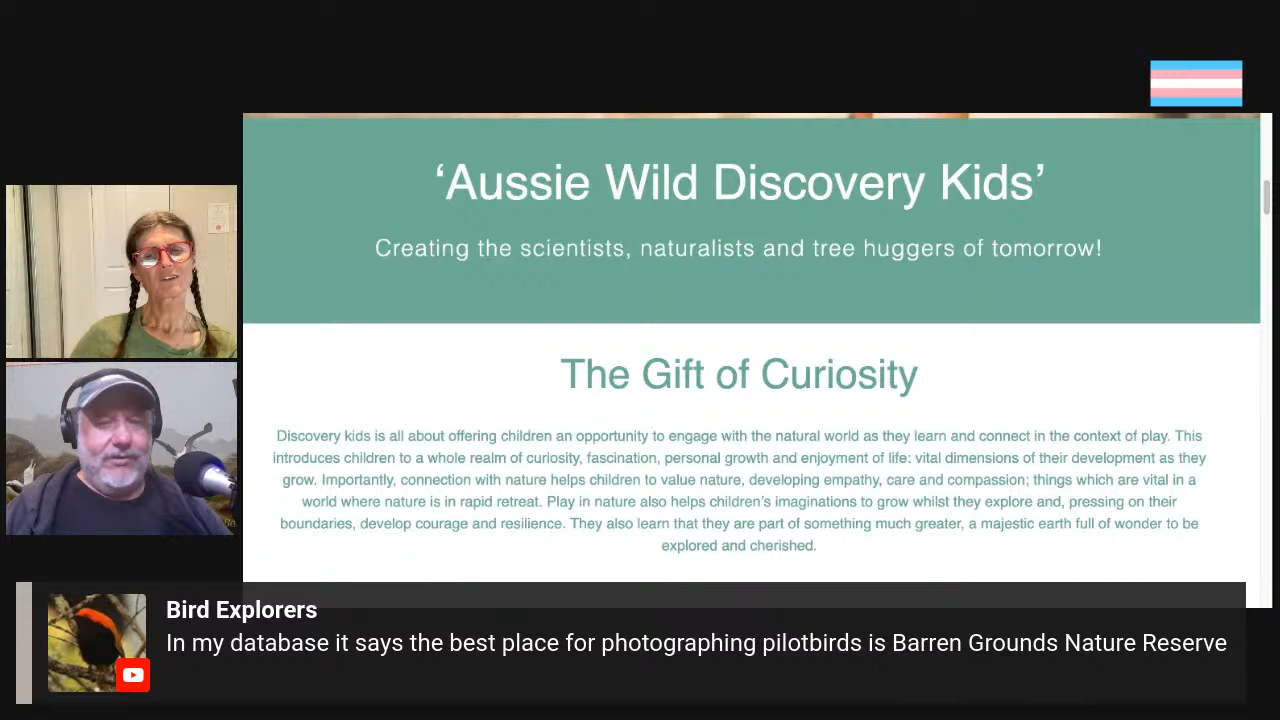 ‘Aussie Wild Discovery Kids’
Creating the scientists, naturalists and tree huggers of tomorrow!
The Gift of Curiosity
Discovery kids is all about offering children an opportunity to engage with the natural world as they learn and connect in the context of play. This
introduces children to a whole realm of curiosity, fascination, personal growth and enjoyment of life: vital dimensions of their development as they
grow. Importantly, connection with nature helps children to value nature, developing empathy, care and compassion; things which are vital in a
world where nature is in rapid retreat. Play in nature also helps children’s imaginations to grow whilst they explore and, pressing on their
boundaries, develop courage and resilience. They also learn that they are part of something much greater, a majestic earth full of wonder to be
explored and cherished.
Bird Explorers
In my database it says the best place for photographing pilotbirds is Barren Grounds Nature Reserve